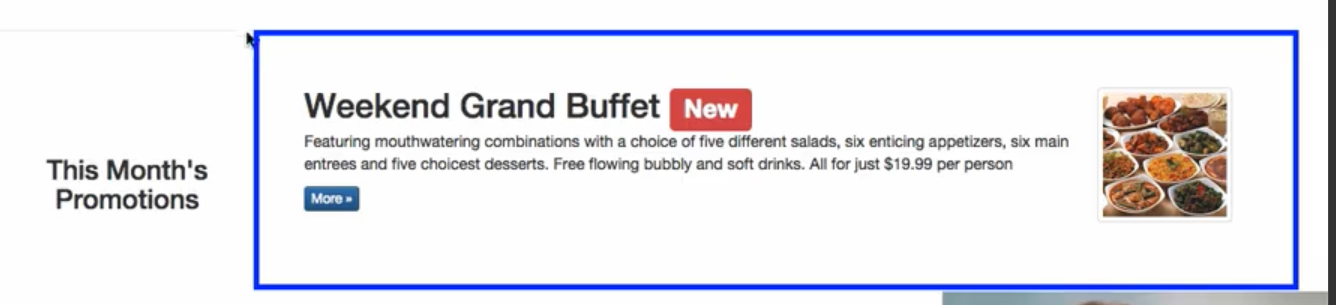 This Month's
Promotions
Weekend Grand Buffet New
Featuring mouthwatering combinations with a choice of five different salads, six enticing appetizers, six main
entrees and five choicest desserts. Free flowing bubbly and soft drinks. All for just $19.99 per person
More »